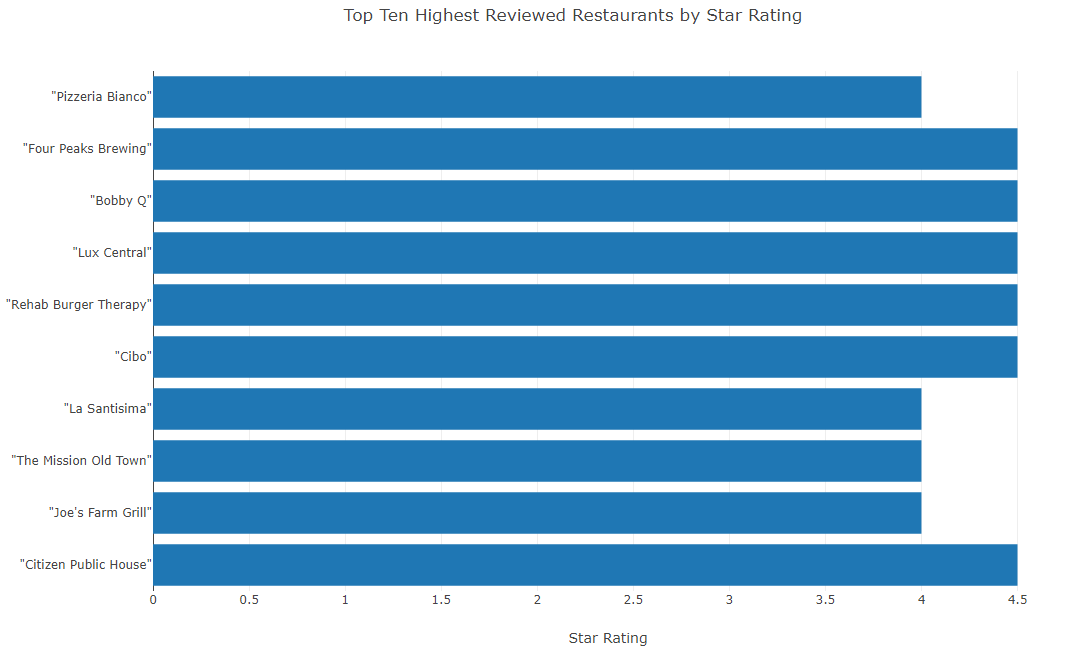 Top Ten Highest Reviewed Restaurants by Star Rating
"Pizzeria Bianco"
"Four Peaks Brewing"
"Bobby Q"
"Lux Central"
"Rehab Burger Therapy"
"Cibo"
"La Santisima"
"The Mission Old Town"
"Joe's Farm Grill"
"Citizen Public House"
0 0.5 1 1.5 2 2.5 3 3.5 4 4.5
Star Rating